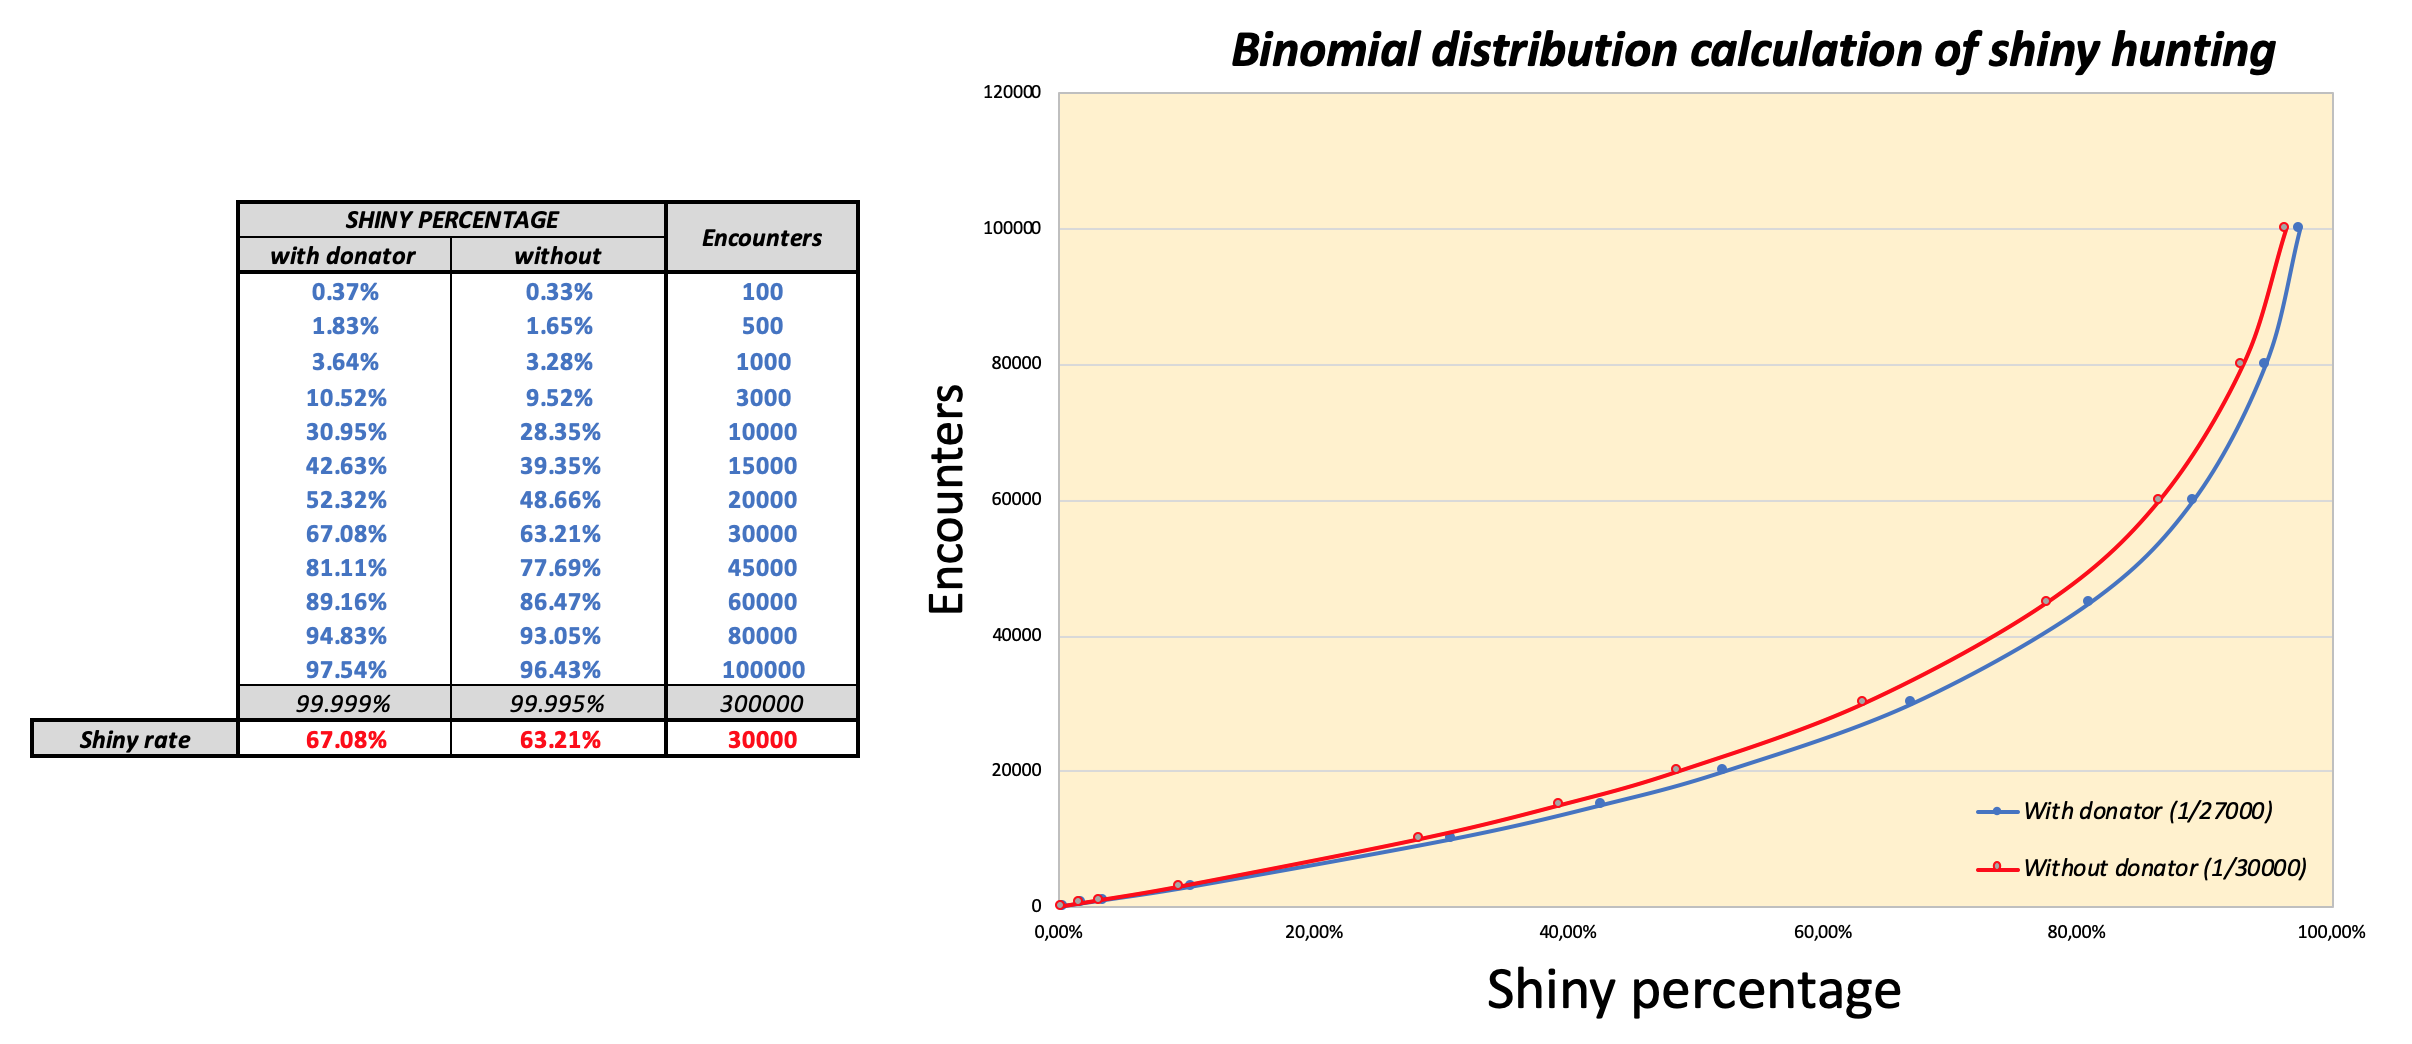 Binomial distribution calculation of shiny hunting
SHINY PERCENTAGE
Encounters
with donator without
0.37% 0.33% 100
1.83% 1.65% 500
3.64% 3.28% 1000
10.52% 9.52% 3000
30.95% 28.35% 10000
42.63% 39.35% 15000
52.32% 48.66% 20000
67.08% 63.21% 30000
81.11% 77.69% 45000
89.16% 86.47% 60000
94.83% 93.05% 80000
97.54% 96.43% 100000
99.999% 99.995% 300000
Shiny rate 67.08% 63.21% 30000
Encounters
120000
100000
80000
60000
40000
20000
0
0,00% 20,00% 40,00% 60,00% 80,00% 100,00%
Shiny percentage
With donator (1/27000)
Without donator (1/30000)